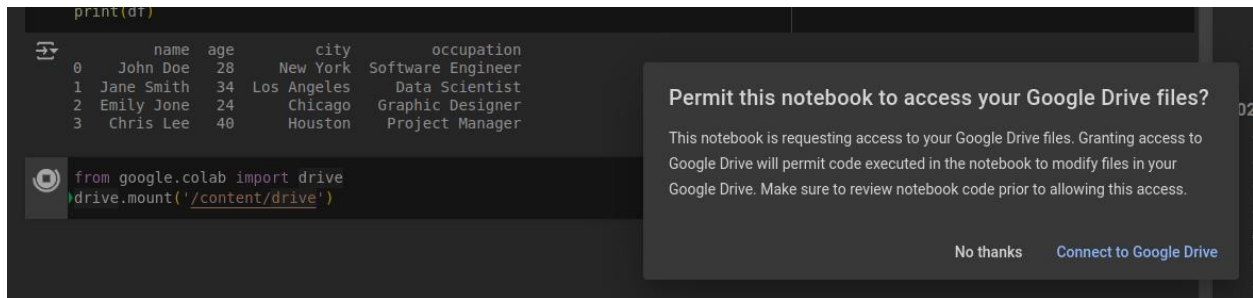 print(df)
name age city occupation
0 John Doe 28 New York Software Engineer
1 Jane Smith 34 Los Angeles Data Scientist
2 Emily Jone 24 Chicago Graphic Designer
3 Chris Lee 40 Houston Project Manager
from google.colab import drive
drive.mount('/content/drive')
Permit this notebook to access your Google Drive files?
This notebook is requesting access to your Google Drive files. Granting access to
Google Drive will permit code executed in the notebook to modify files in your
Google Drive. Make sure to review notebook code prior to allowing this access.
No thanks Connect to Google Drive
02